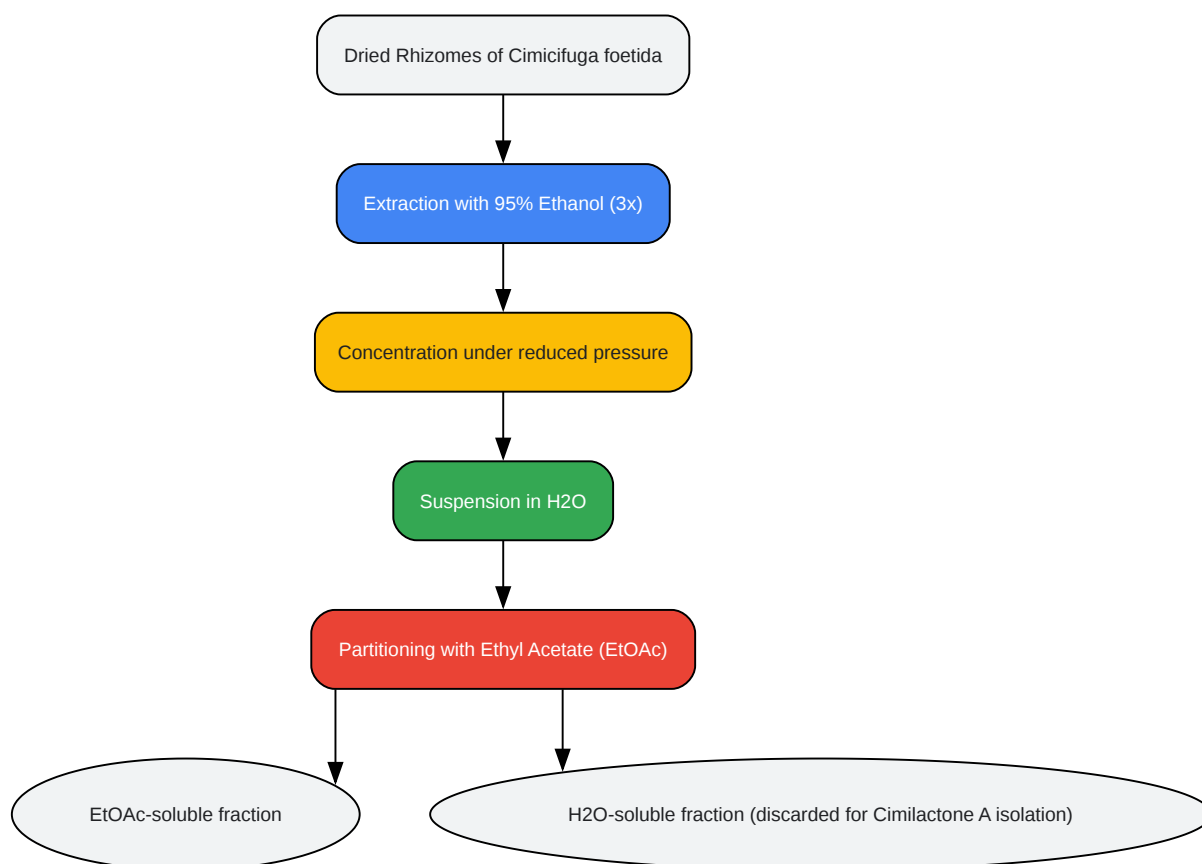 Dried Rhizomes of Cimicifuga foetida
Extraction with 95% Ethanol (3x)
Concentration under reduced pressure
Suspension in H2O
Partitioning with Ethyl Acetate (EtOAc)
EtOAc-soluble fraction
H2O-soluble fraction (discarded for Cimilactone A isolation)